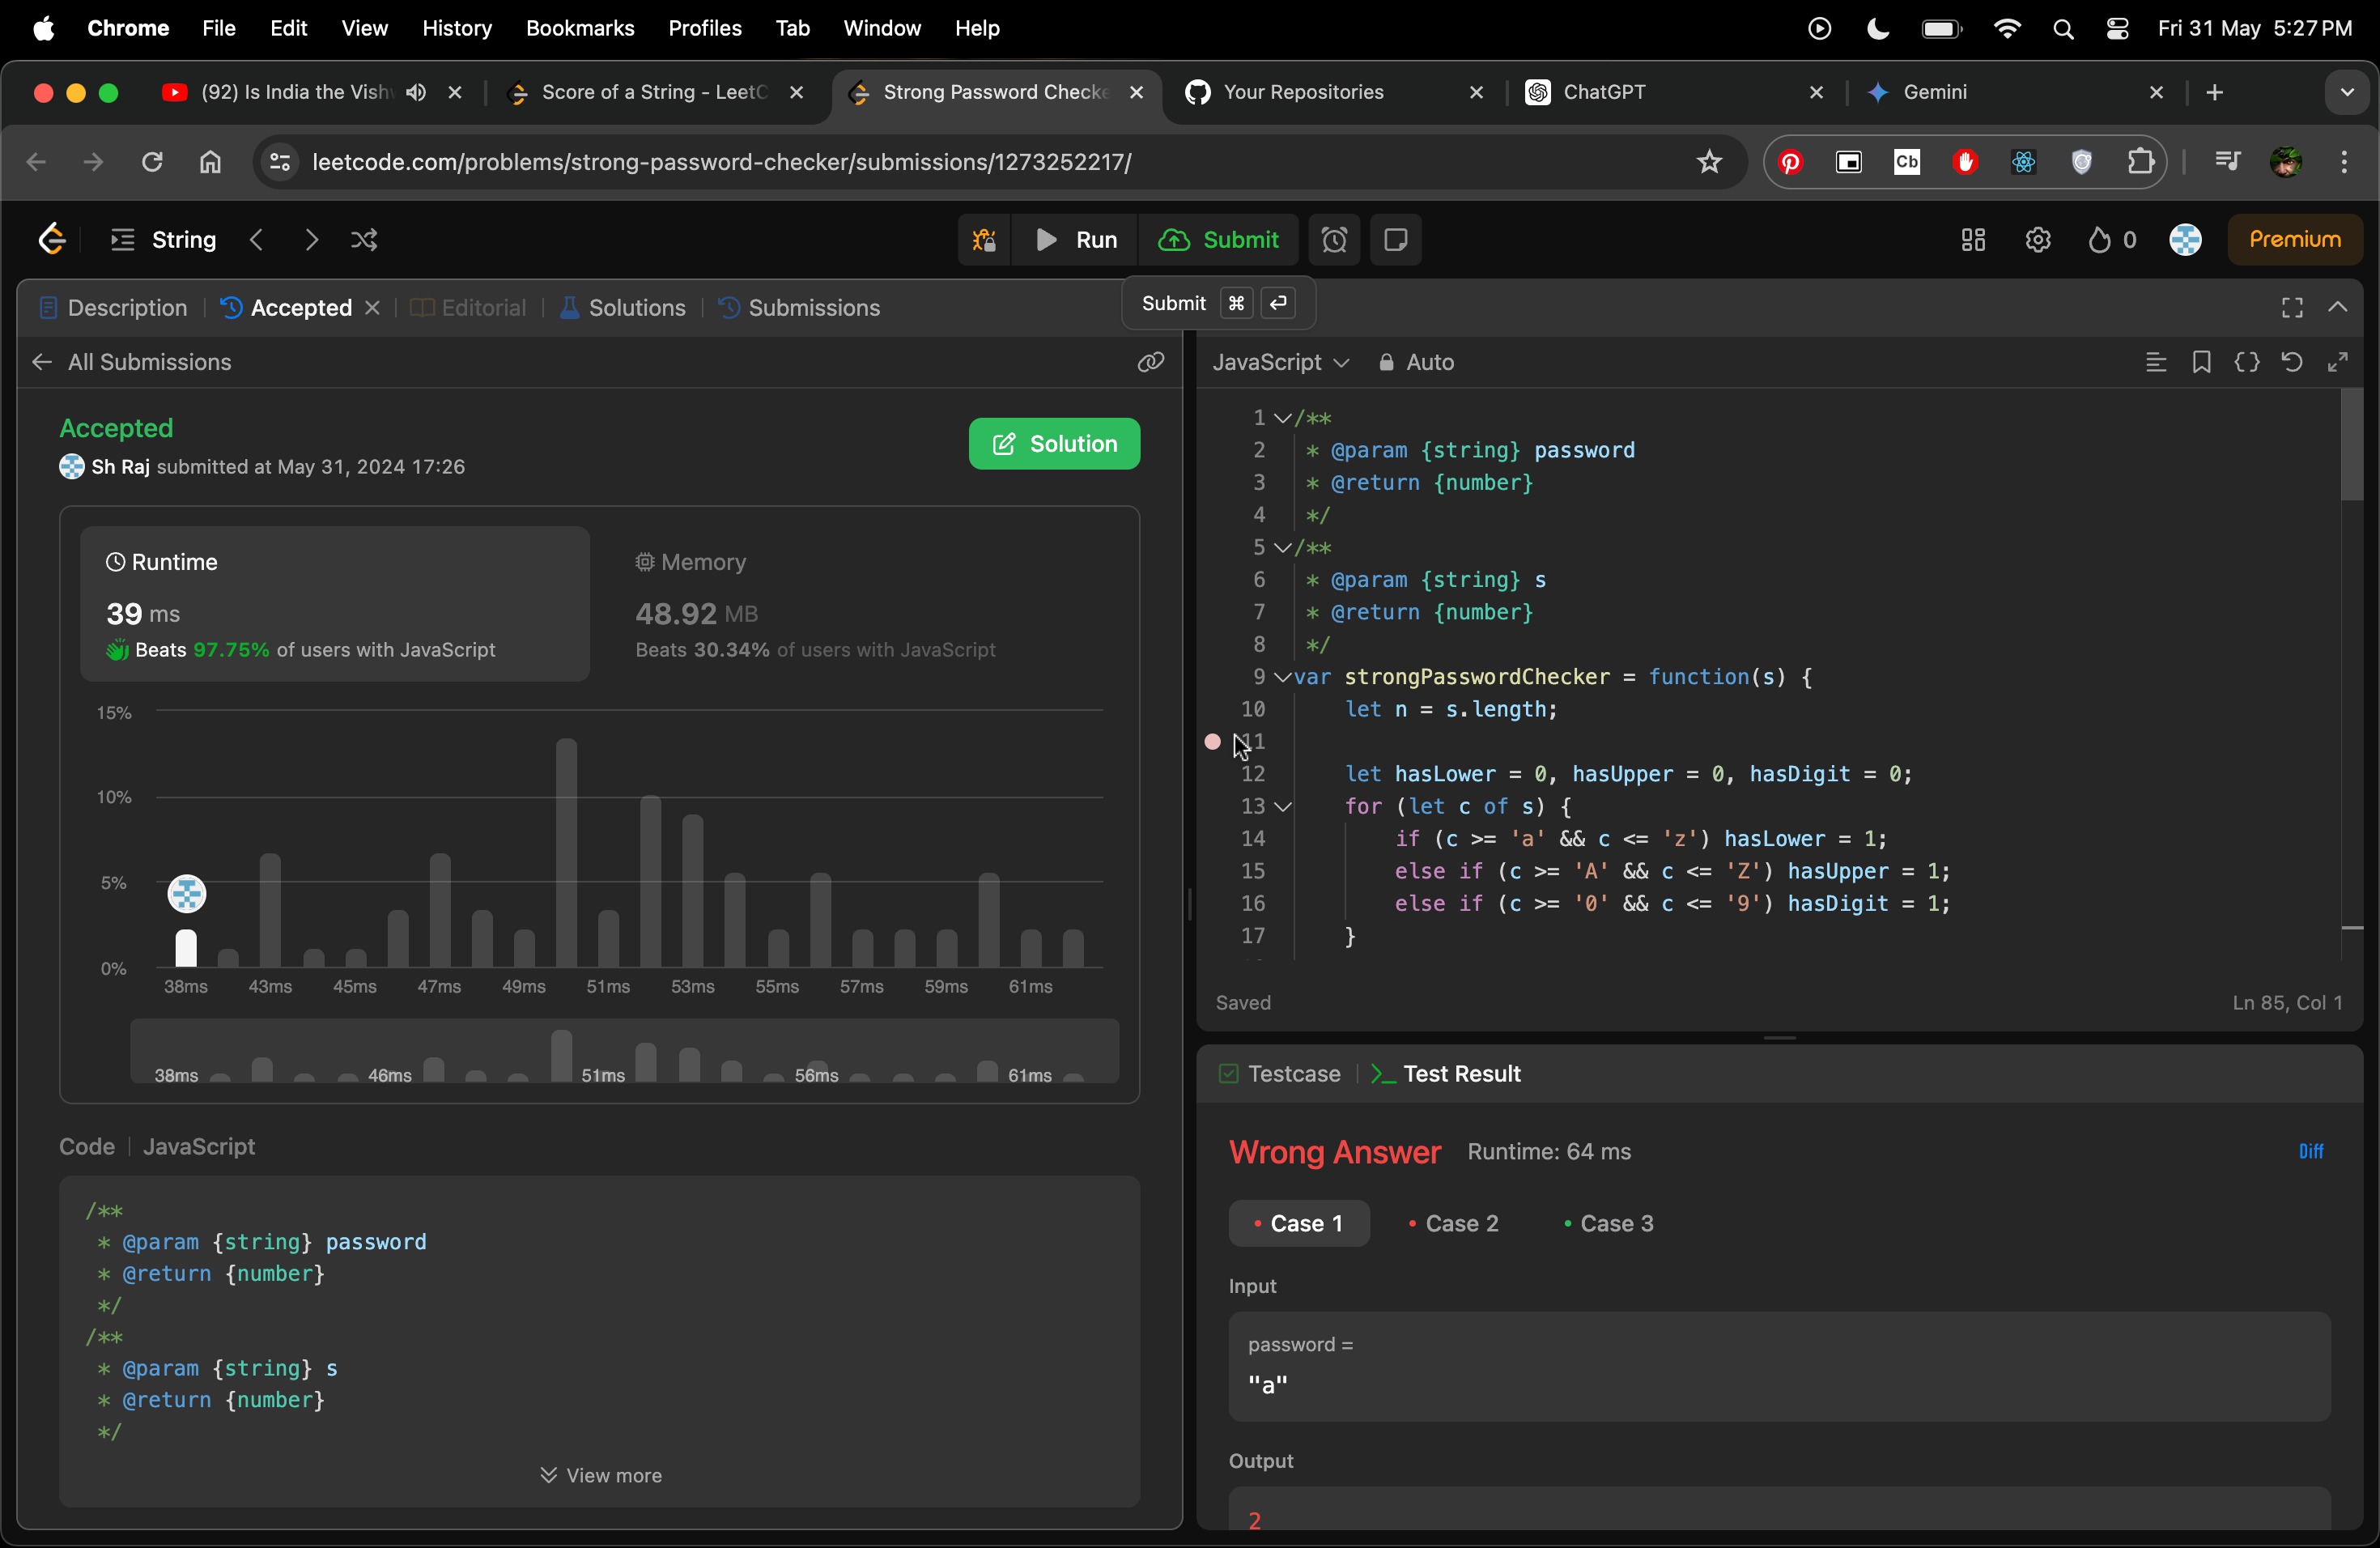 Chrome File Edit View History Bookmarks Profiles Tab Window Help Fri 31 May 5:27 PM
(92) Is India the Vish Score of a String - LeetC Strong Password Checke Your Repositories ChatGPT Gemini
leetcode.com/problems/strong-password-checker/submissions/1273252217/ Cb
String Run Submit 0 Premium
Description Accepted Editorial Solutions Submissions
Submit ⌘
All Submissions
Accepted
Sh Raj submitted at May 31, 2024 17:26
Solution
Runtime
39 ms
Beats 97.75% of users with JavaScript
Memory
48.92 MB
Beats 30.34% of users with JavaScript
15%
10%
5%
0%
38ms 43ms 45ms 47ms 49ms 51ms 53ms 55ms 57ms 59ms 61ms
38ms 46ms 51ms 56ms 61ms
Code | JavaScript
/**
* @param {string} password
* @return {number}
*/
/**
* @param {string} s
* @return {number}
*/
View more
JavaScript Auto
1 /**
2 * @param {string} password
3 * @return {number}
4 */
5 /**
6 * @param {string} s
7 * @return {number}
8 */
9 var strongPasswordChecker = function(s) {
10 let n = s.length;
11
12 let hasLower = 0, hasUpper = 0, hasDigit = 0;
13 for (let c of s) {
14 if (c >= 'a' && c <= 'z') hasLower = 1;
15 else if (c >= 'A' && c <= 'Z') hasUpper = 1;
16 else if (c >= '0' && c <= '9') hasDigit = 1;
17 }
Saved Ln 85, Col 1
Testcase Test Result
Wrong Answer Runtime: 64 ms Diff
Case 1 Case 2 Case 3
Input
password =
"a"
Output
2